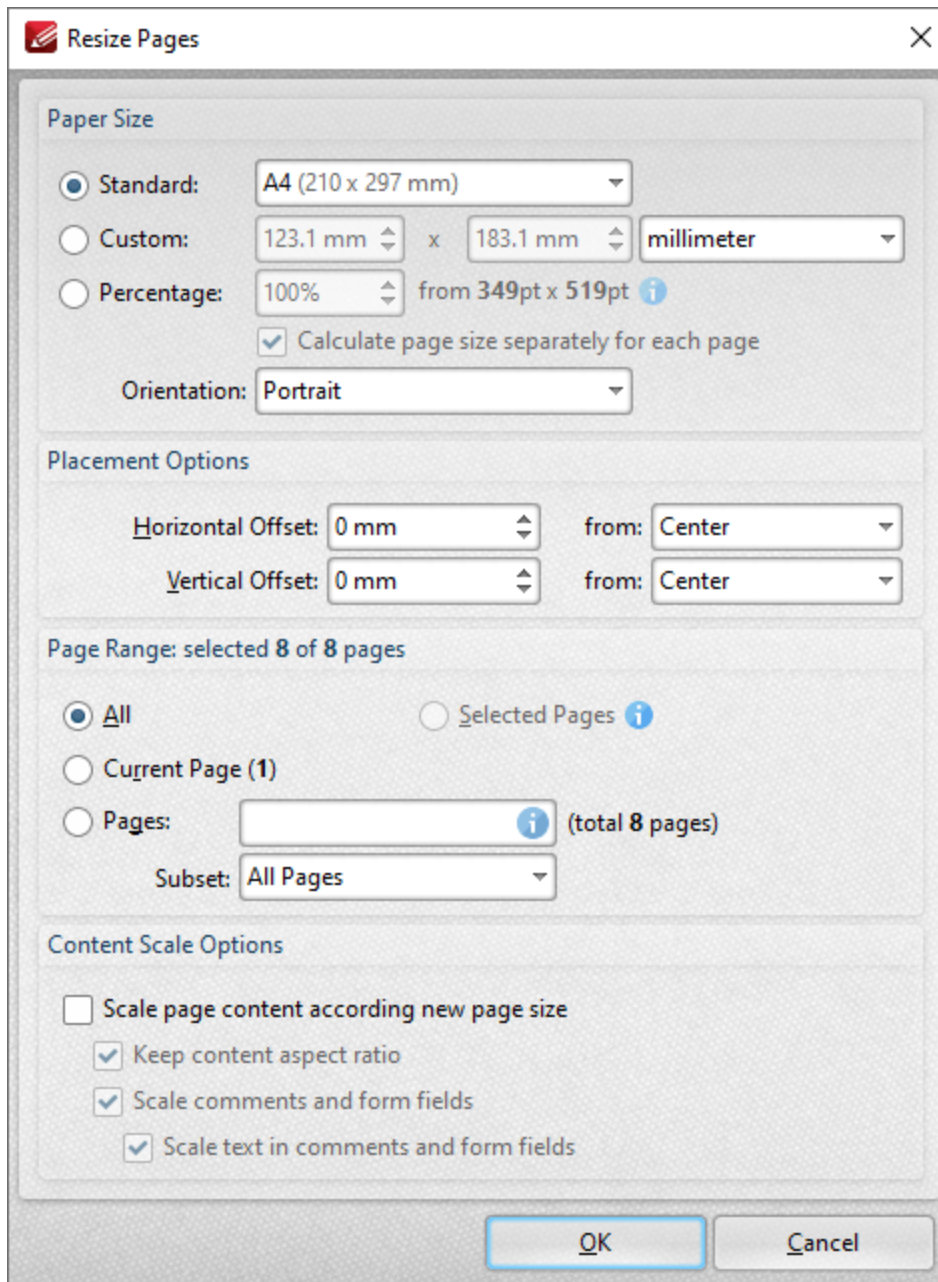 Resize Pages
Paper Size
Standard: A4 (210 x 297 mm)
Custom: 123.1 mm x 183.1 mm millimeter
Percentage: 100% from 349pt x 519pt
Calculate page size separately for each page
Orientation: Portrait
Placement Options
Horizontal Offset: 0 mm from: Center
Vertical Offset: 0 mm from: Center
Page Range: selected 8 of 8 pages
All Selected Pages
Current Page (1)
Pages: (total 8 pages)
Subset: All Pages
Content Scale Options
Scale page content according new page size
Keep content aspect ratio
Scale comments and form fields
Scale text in comments and form fields
OK Cancel